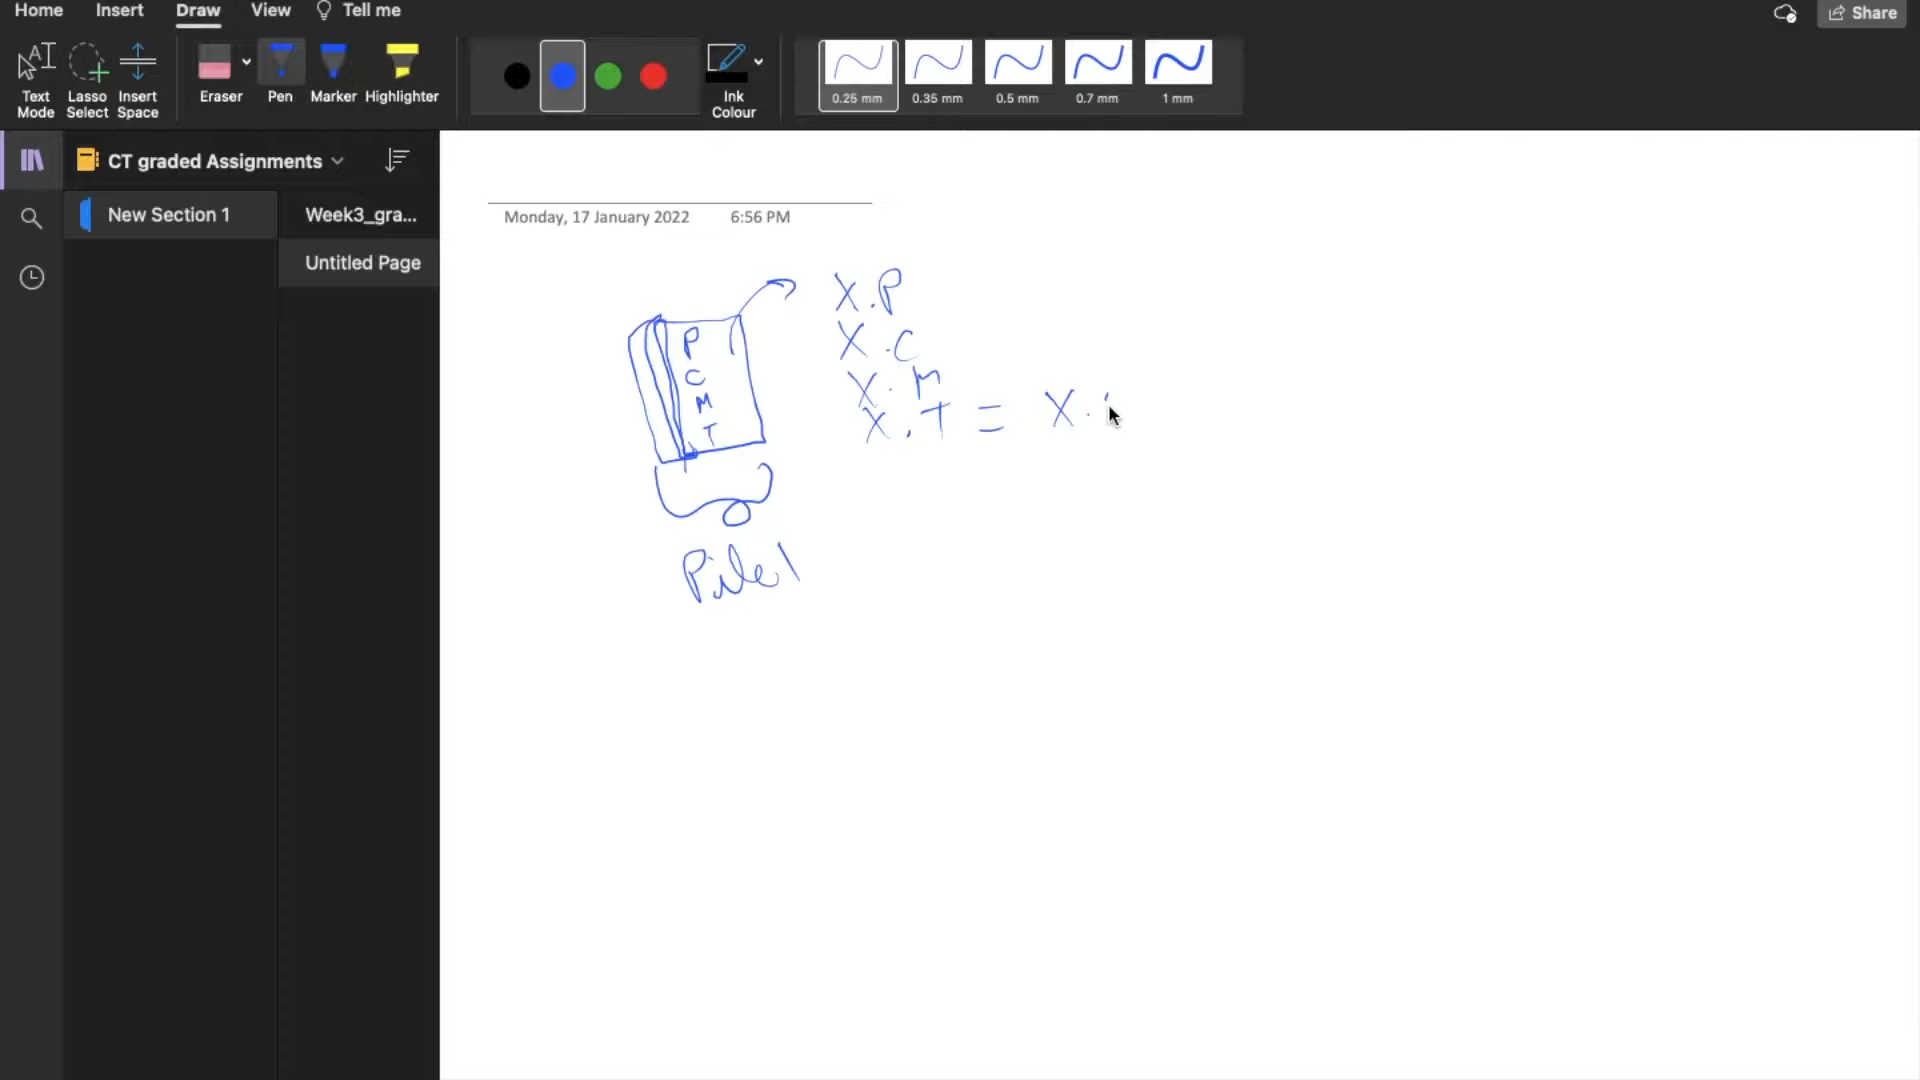 Home Insert Draw View Tell me Share
Text Mode Lasso Select Insert Space Eraser Pen Marker Highlighter Ink Colour 0.25 mm 0.35 mm 0.5 mm 0.7 mm 1 mm
CT graded Assignments
New Section 1
Week3_gra...
Untitled Page
Monday, 17 January 2022 6:56 PM
P
C
M
T
Pile 1
X.P
X.C
X.M
X.T = X.